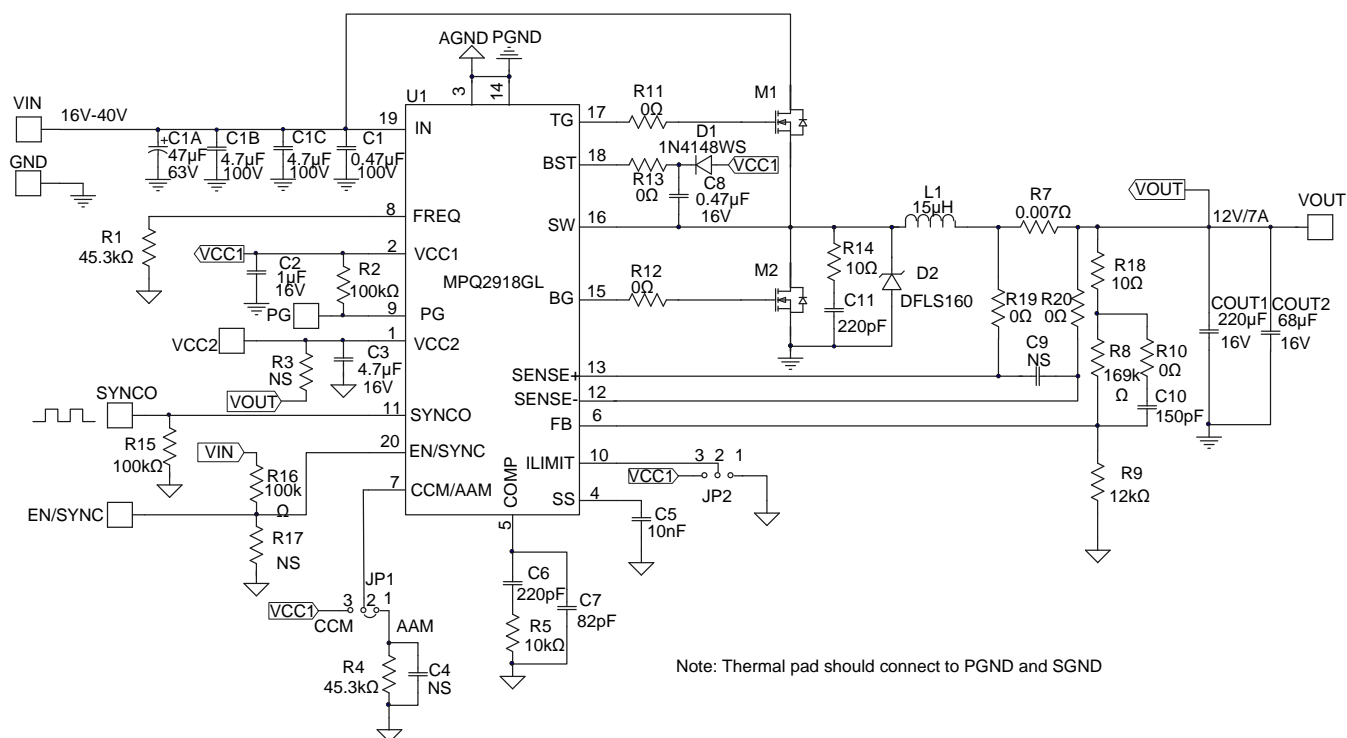 AGND PGND
3
14
U1
VIN
16V-40V
19 IN
C1A
+
47µF
63V
C1B
4.7µF
100V
C1C
4.7µF
100V
C1
0.47µF
100V
GND
8 FREQ
R1
45.3kΩ
VCC1
2 VCC1
C2
1µF
16V
R2
100kΩ
PG
9 PG
VCC2
1 VCC2
R3
NS
C3
4.7µF
16V
VOUT
SYNCO
11 SYNCO
R15
100kΩ
VIN
20 EN/SYNC
R16
100k
Ω
EN/SYNC
R17
NS
7 CCM/AAM
JP1
VCC1
3 2 1
CCM AAM
R4
45.3kΩ
C4
NS
MPQ2918GL
COMP
5
C6
220pF
R5
10kΩ
C7
82pF
TG 17
R11
0Ω
M1
BST 18
R13
0Ω
D1
1N4148WS
VCC1
C8
0.47µF
16V
SW 16
BG 15
R12
0Ω
M2
R14
10Ω
C11
220pF
D2
DFLS160
L1
15µH
R7
0.007Ω
VOUT
12V/7A
VOUT
R19
0Ω
R20
0Ω
C9
NS
R18
10Ω
R8
169k
Ω
R10
0Ω
C10
150pF
COUT1
220µF
16V
COUT2
68µF
16V
SENSE+ 13
SENSE- 12
FB 6
R9
12kΩ
ILIMIT 10
VCC1
3 2 1
JP2
SS 4
C5
10nF
Note: Thermal pad should connect to PGND and SGND